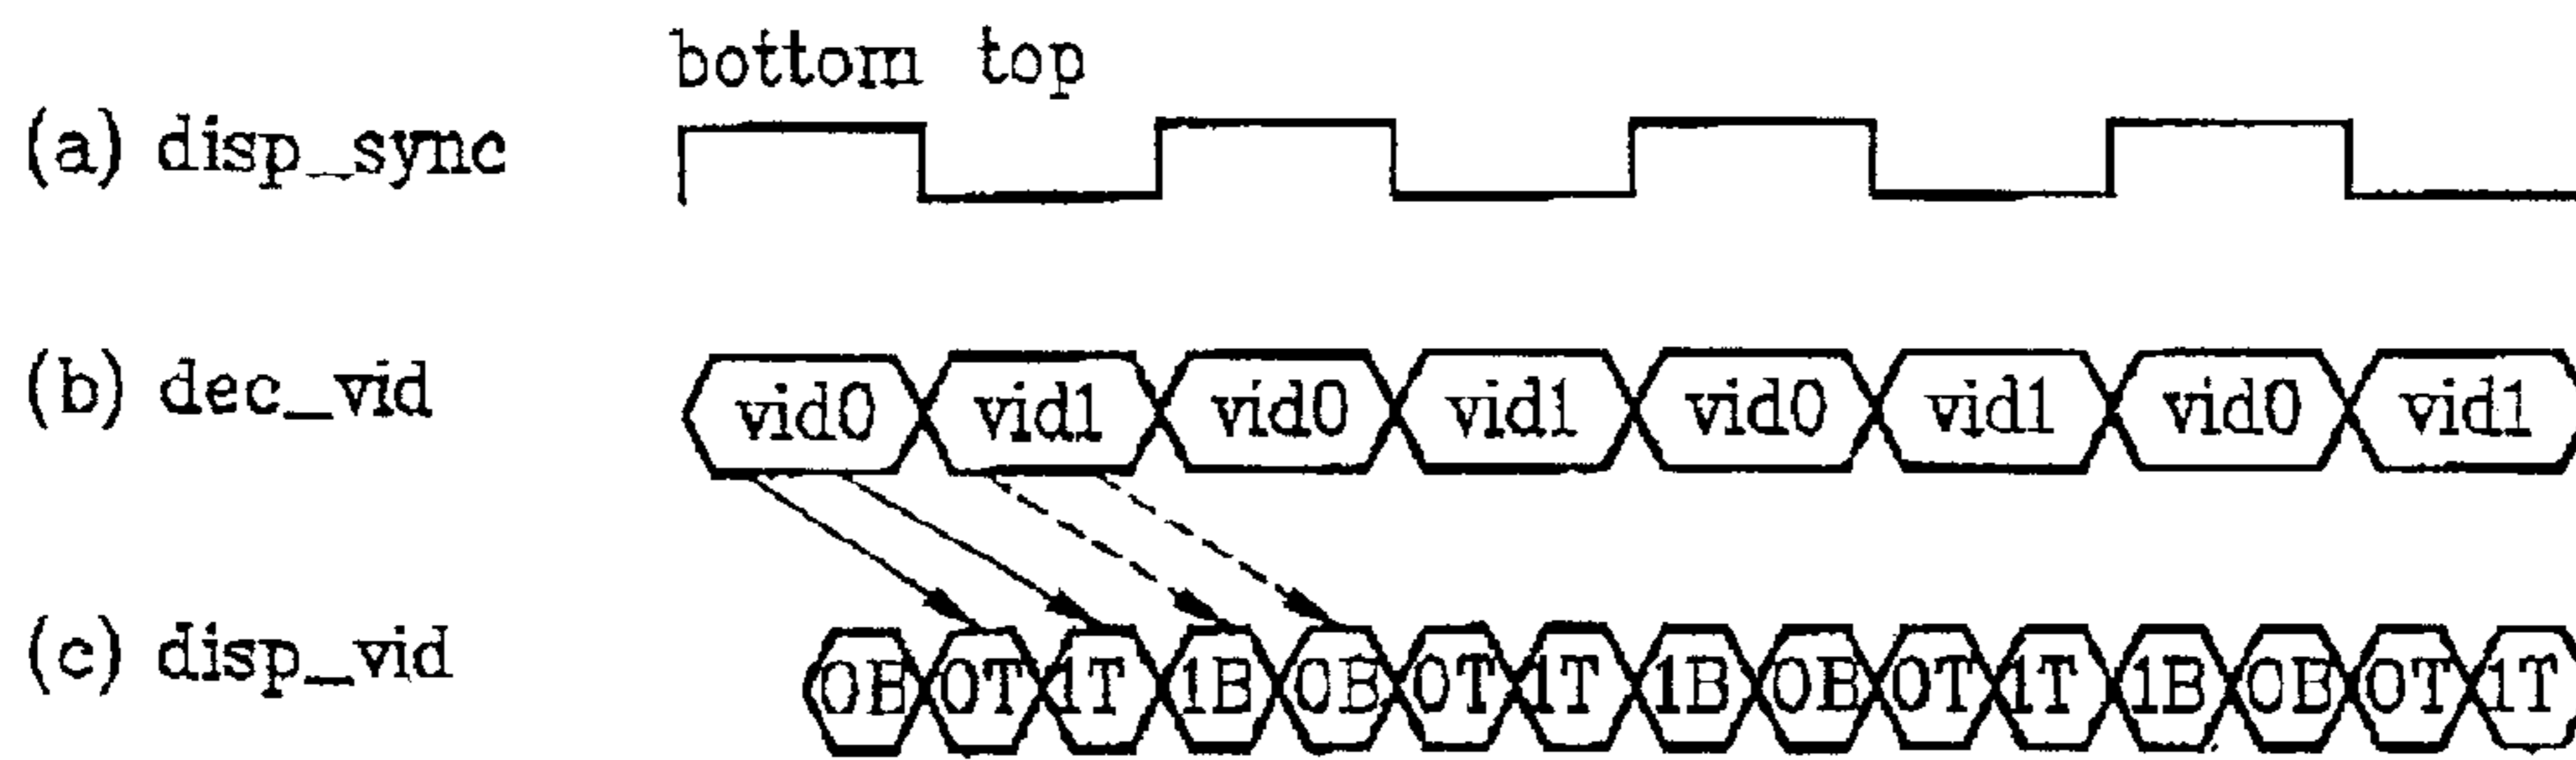 bottom top
(a) disp_sync
(b) dec_vid vid0 vid1 vid0 vid1 vid0 vid1 vid0 vid1
(c) disp_vid 0B 0T 1T 1B 0B 0T 1T 1B 0B 0T 1T 1B 0B 0T 1T